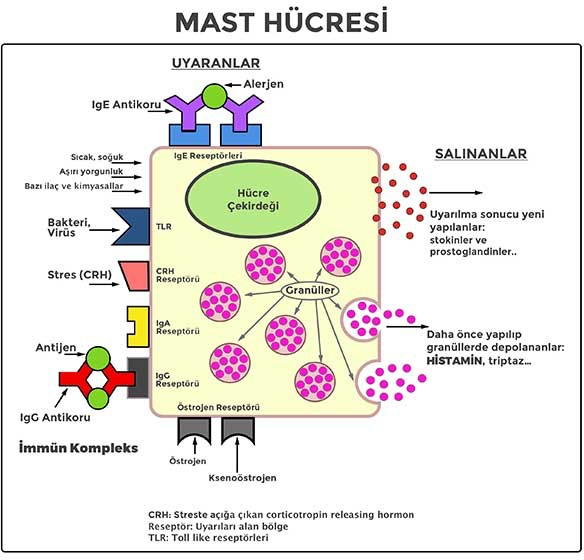 MAST HÜCRESİ
UYARANLAR
Alerjen
IgE Antikoru
IgE Reseptörleri
Sıcak, soğuk
Aşırı yorgunluk
Bazı ilaç ve kimyasallar
Hücre
Çekirdeği
SALINANLAR
Uyarılma sonucu yeni
yapılanlar:
stokinler ve
prostoglandinler..
Bakteri,
Virüs
TLR
Stres (CRH)
CRH
Reseptörü
Granüller
IgA
Reseptörü
Daha önce yapılıp
granüllerde depolananlar:
HİSTAMİN, triptaz...
Antijen
IgG
Reseptörü
IgG Antikoru
İmmün Kompleks
Östrojen Reseptörü
Östrojen
Ksenoöstrojen
CRH: Streste açığa çıkan corticotropin releasing hormon
Reseptör: Uyarıları alan bölge
TLR: Toll like reseptörleri